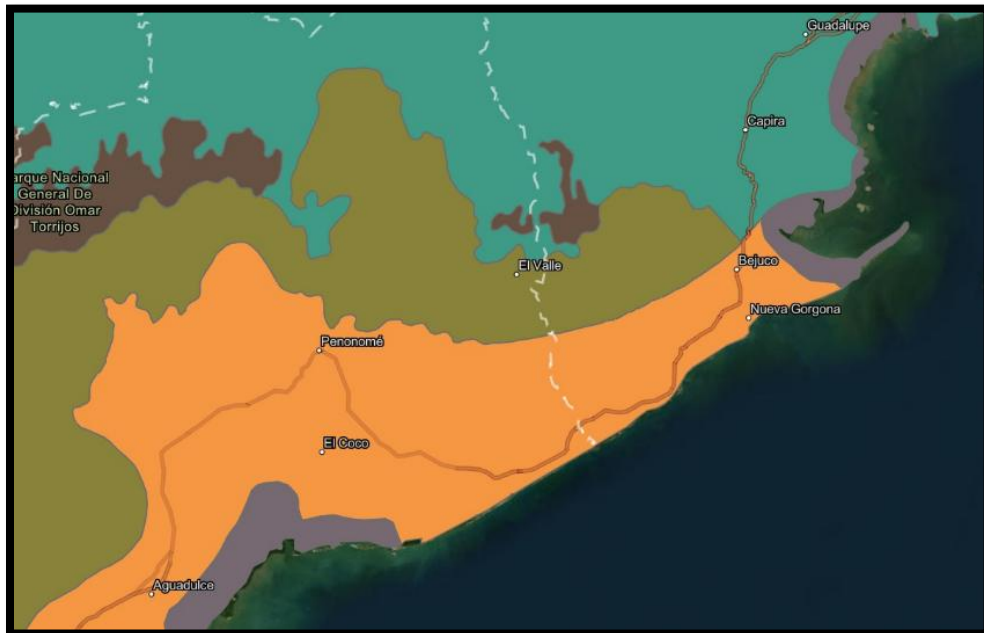 Guadalupe
Capira
arque Nacional
General De
División Omar
Torrijos
El Valle
Bejuco
Nueva Gorgona
Penonomé
El Coco
Aguadulce